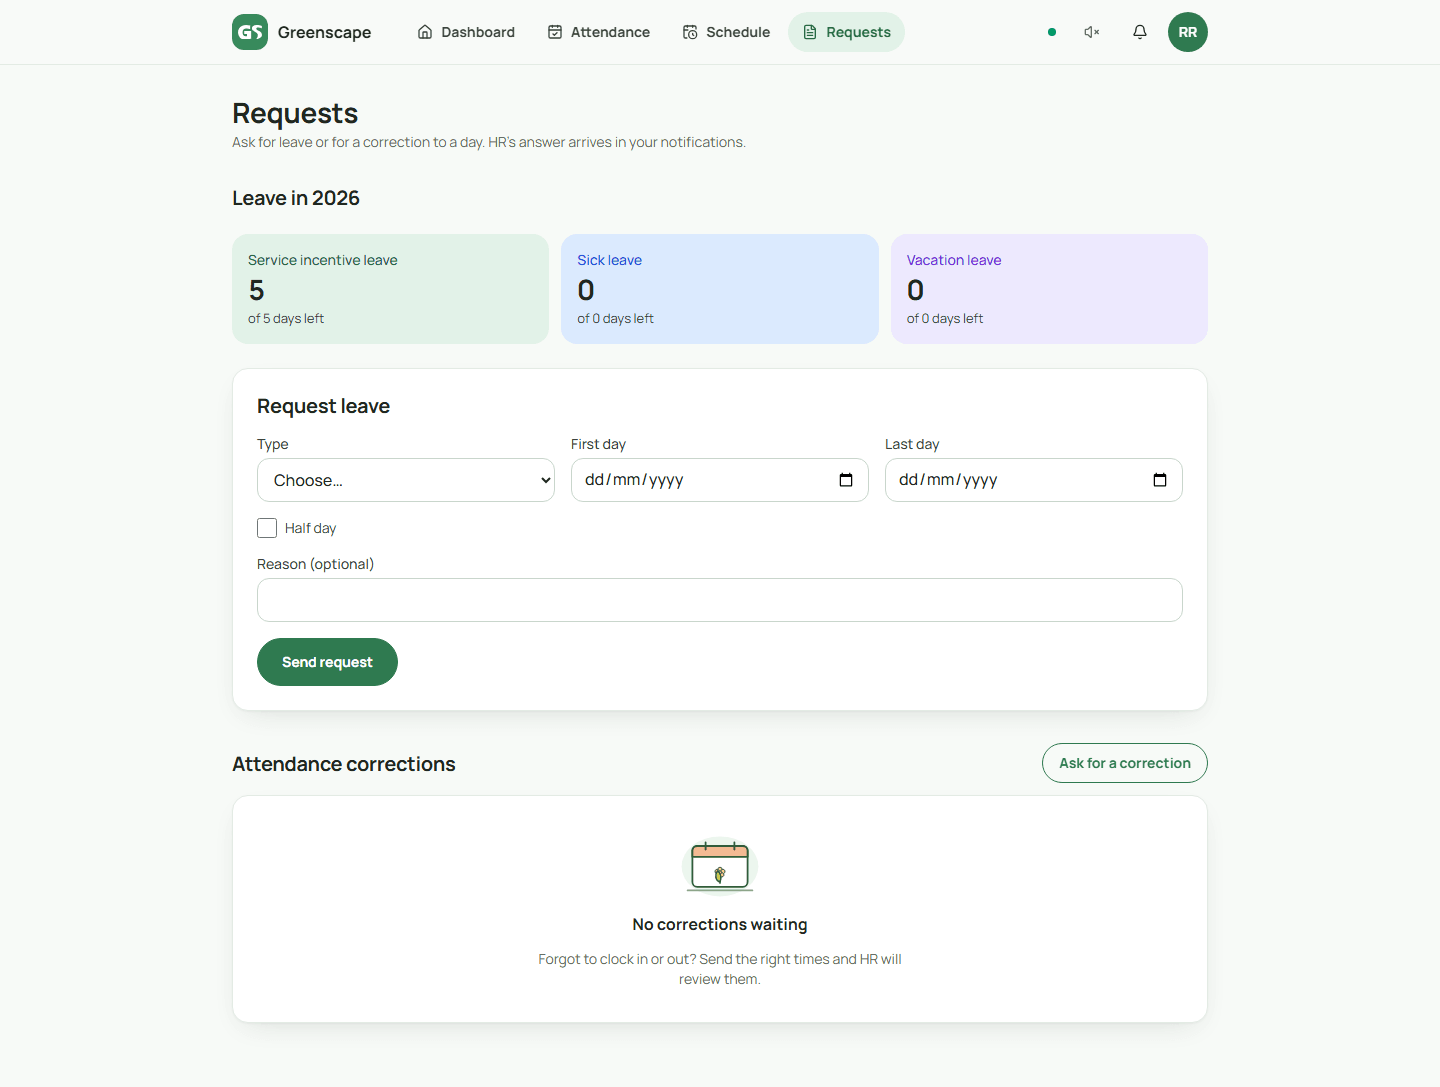 GS Greenscape Dashboard Attendance Schedule Requests RR
Requests
Ask for leave or for a correction to a day. HR's answer arrives in your notifications.
Leave in 2026
Service incentive leave
5
of 5 days left
Sick leave
0
of 0 days left
Vacation leave
0
of 0 days left
Request leave
Type
Choose...
First day
dd/mm/yyyy
Last day
dd/mm/yyyy
Half day
Reason (optional)
Send request
Attendance corrections
Ask for a correction
No corrections waiting
Forgot to clock in or out? Send the right times and HR will
review them.